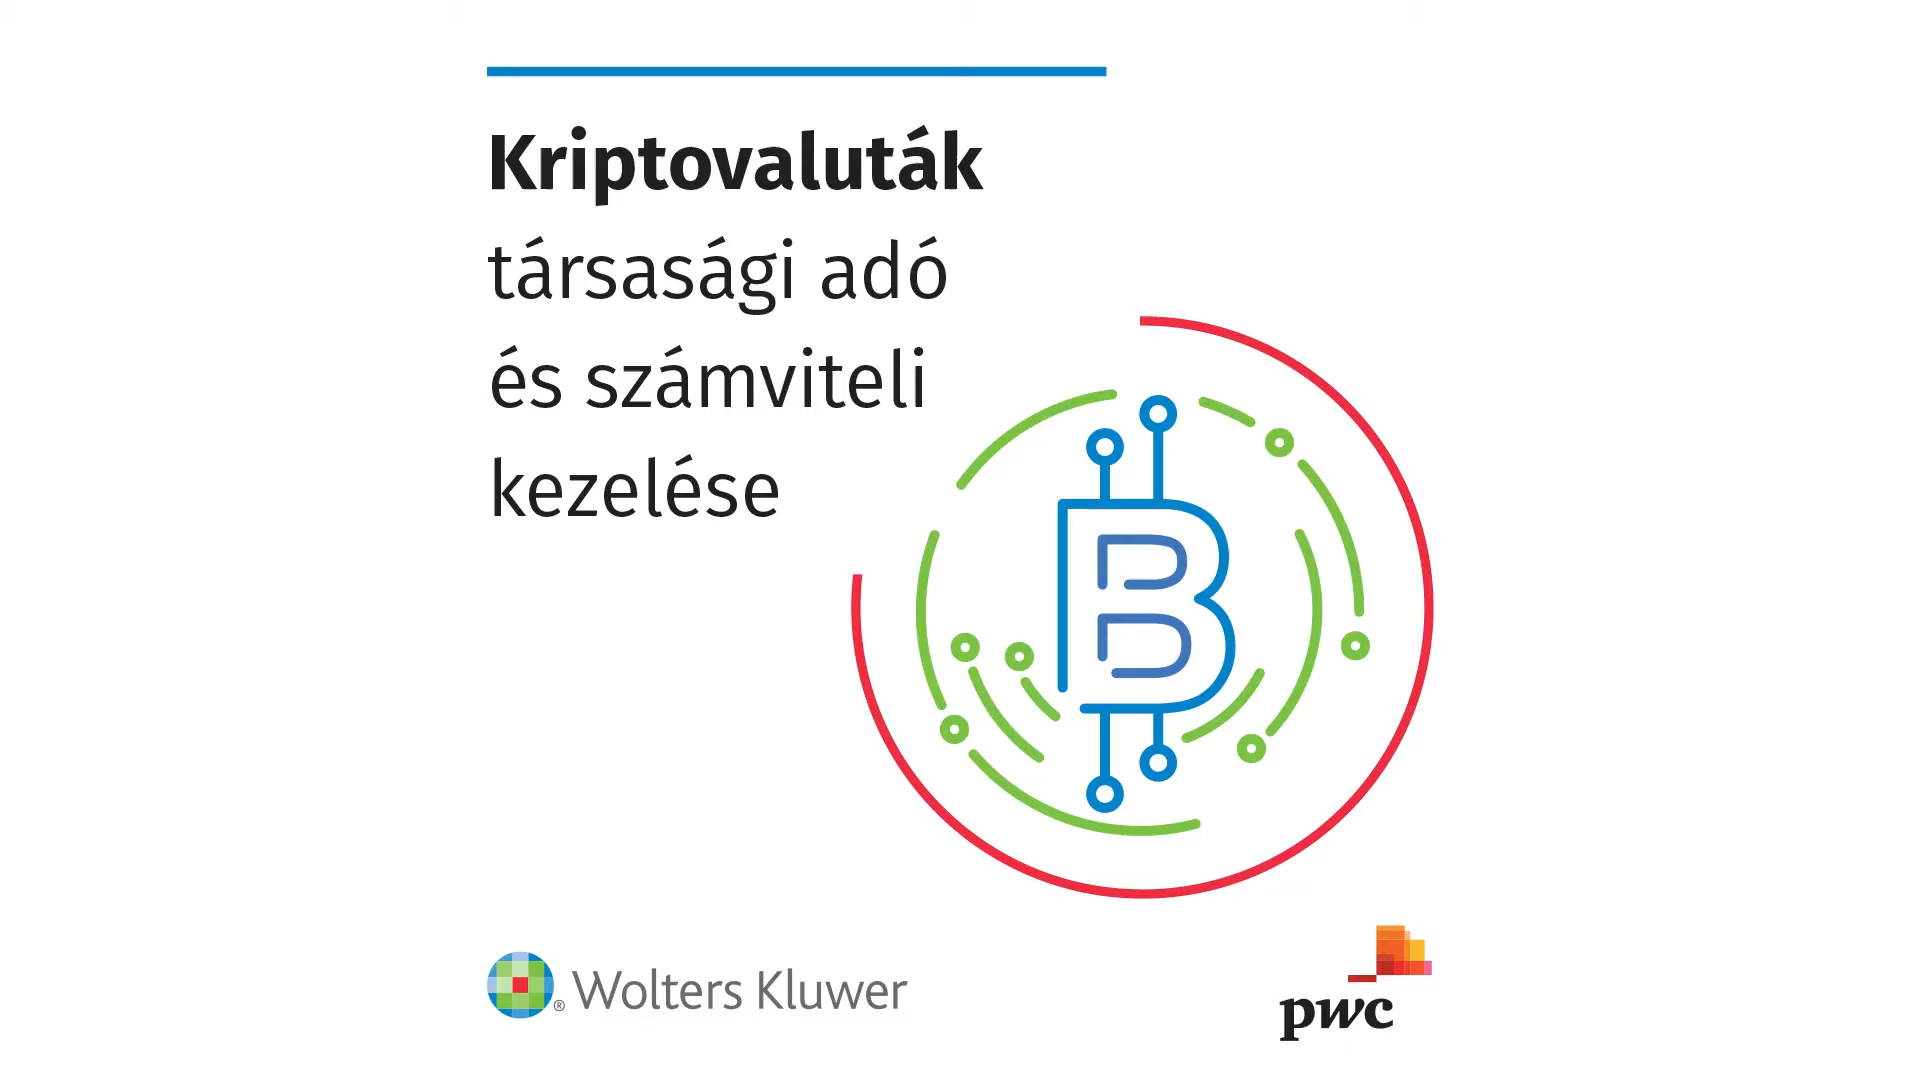 Kriptovaluták
társasági adó
és számviteli
kezelése
® Wolters Kluwer
pwc